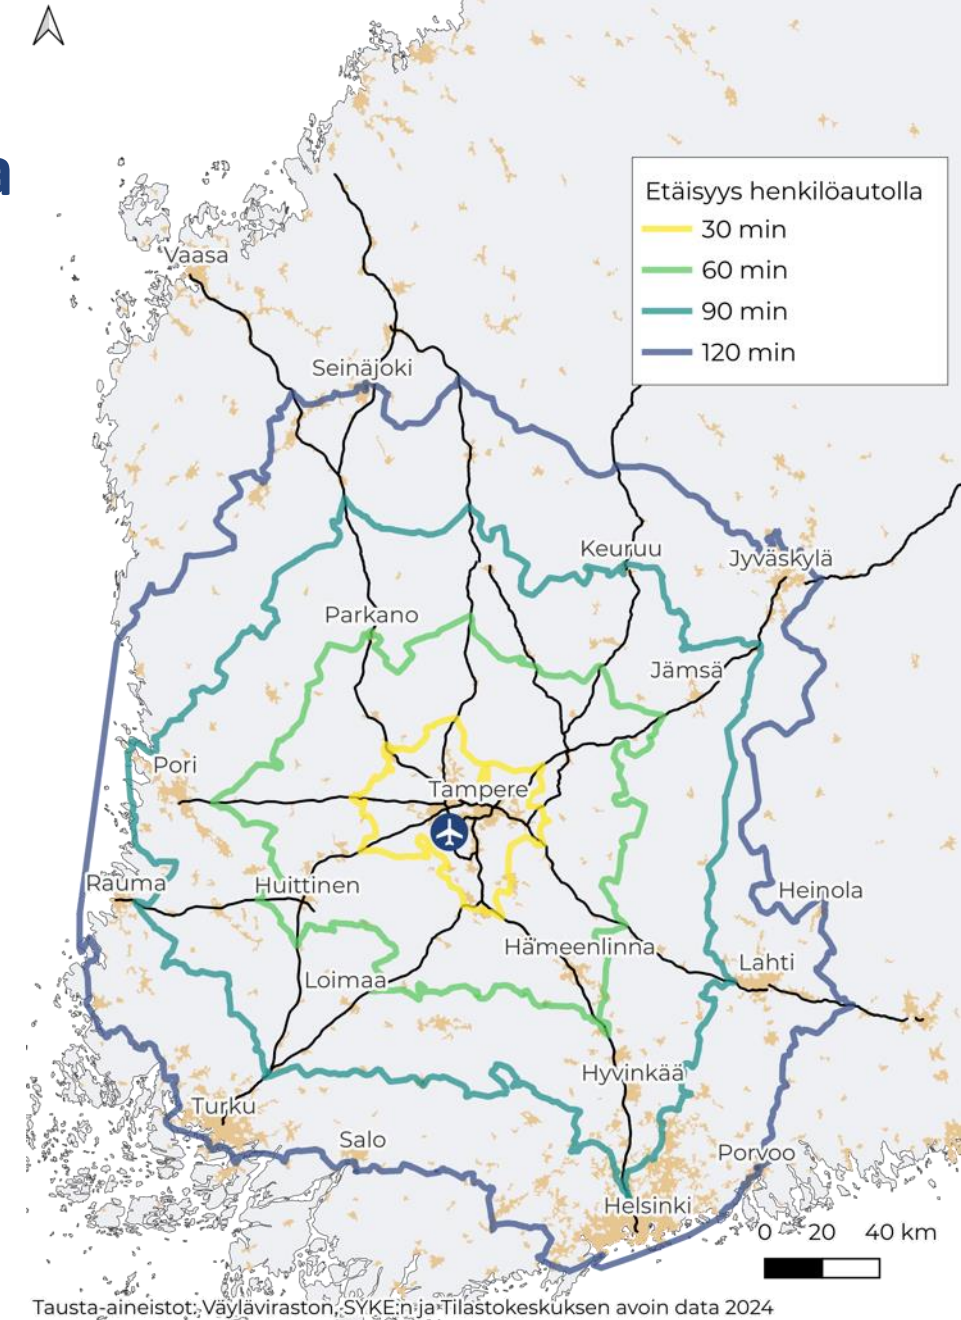 a
Etäisyys henkilöautolla
30 min
60 min
90 min
120 min
Vaasa
Seinäjoki
Keuruu
Jyväskylä
Parkano
Jämsä
Pori
Tampere
Rauma
Huittinen
Heinola
Hämeenlinna
Lahti
Loimaa
Hyvinkää
Turku
Salo
Porvoo
Helsinki
0 20 40 km
Tausta-aineistot: Väyläviraston, SYKE:n ja Tilastokeskuksen avoin data 2024